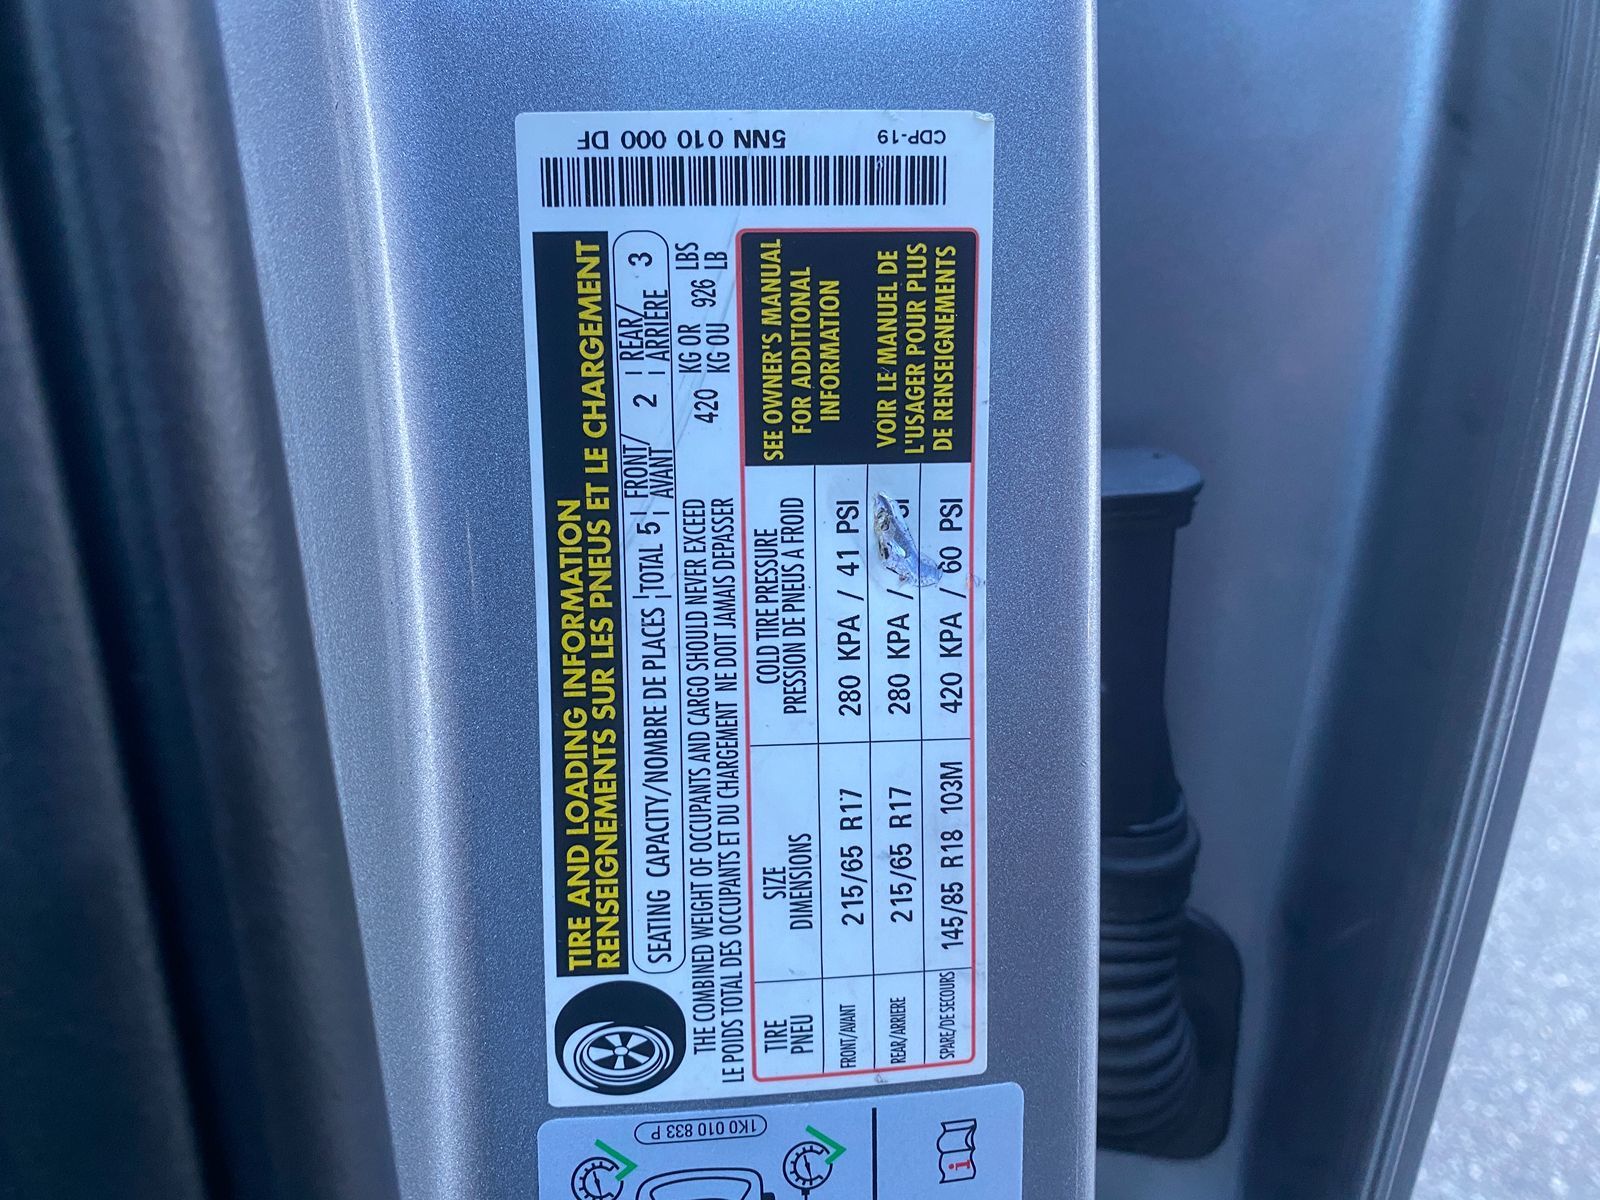 5NN 010 000 DF
CDP-19
TIRE AND LOADING INFORMATION
RENSEIGNEMENTS SUR LES PNEUS ET LE CHARGEMENT
SEATING CAPACITY/NOMBRE DE PLACES | TOTAL 5 | FRONT/ AVANT 2 | REAR/ ARRIÈRE 3
THE COMBINED WEIGHT OF OCCUPANTS AND CARGO SHOULD NEVER EXCEED 420 KG OR 926 LBS
LE POIDS TOTAL DES OCCUPANTS ET DU CHARGEMENT NE DOIT JAMAIS DEPASSER KG OU LB
TIRE SIZE COLD TIRE PRESSURE
PNEU DIMENSIONS PRESSION DE PNEUS A FROID
FRONT/AVANT 215/65 R17 280 KPA / 41 PSI
REAR/ARRIERE 215/65 R17 280 KPA /
SPARE/DE SECOURS 145/85 R18 103M 420 KPA / 60 PSI
SEE OWNER'S MANUAL
FOR ADDITIONAL
INFORMATION
VOIR LE MANUEL DE
L'USAGER POUR PLUS
DE RENSEIGNEMENTS
1K0 010 833 P
i